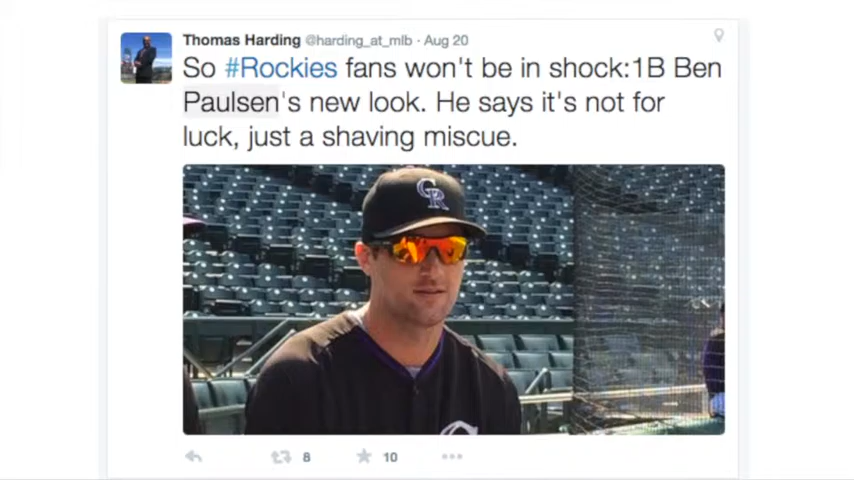 Thomas Harding @harding_at_mlb · Aug 20
So #Rockies fans won't be in shock:1B Ben
Paulsen's new look. He says it's not for
luck, just a shaving miscue.
CR
8 10